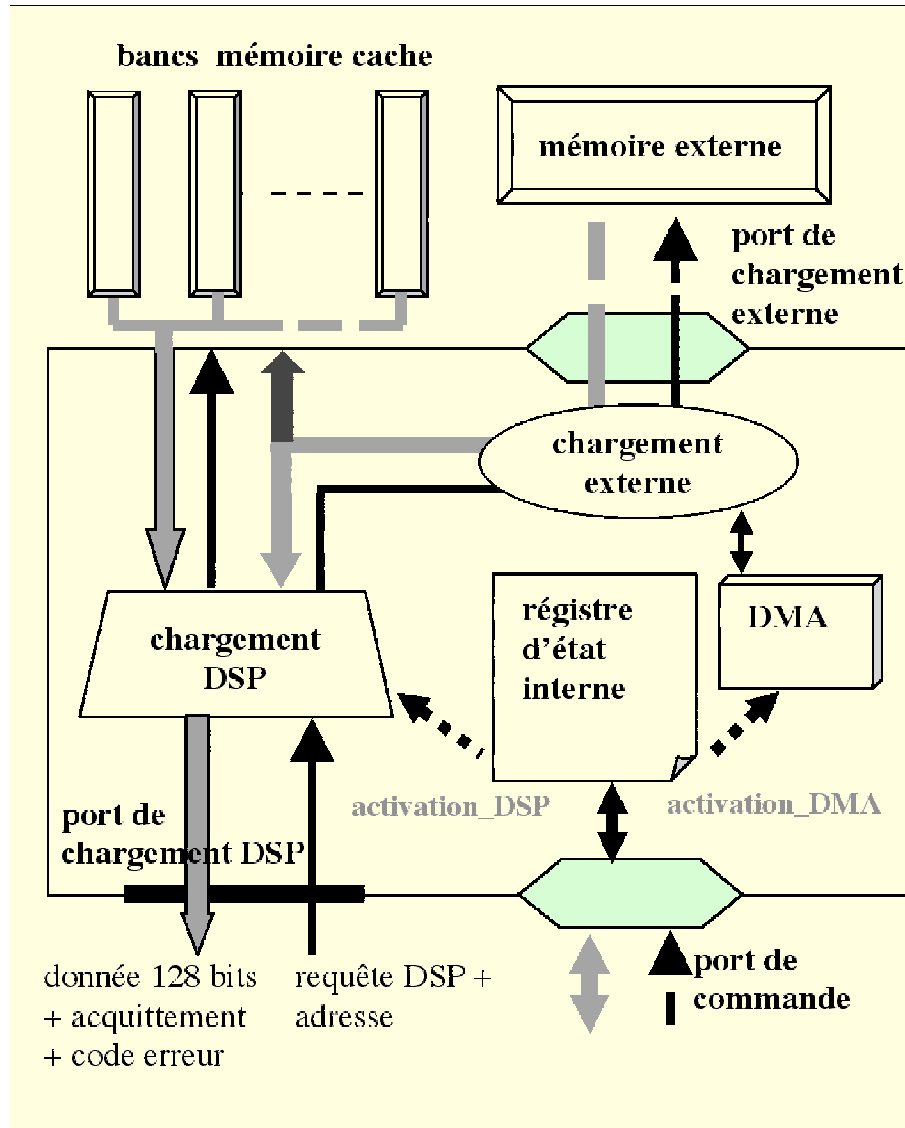 bancs mémoire cache
mémoire externe
port de
chargement
externe
chargement
externe
régistre
d'état
interne
DMA
chargement
DSP
activation_DSP
activation_DMA
port de
chargement DSP
donnée 128 bits
+ acquittement
+ code erreur
requête DSP +
adresse
port de
commande